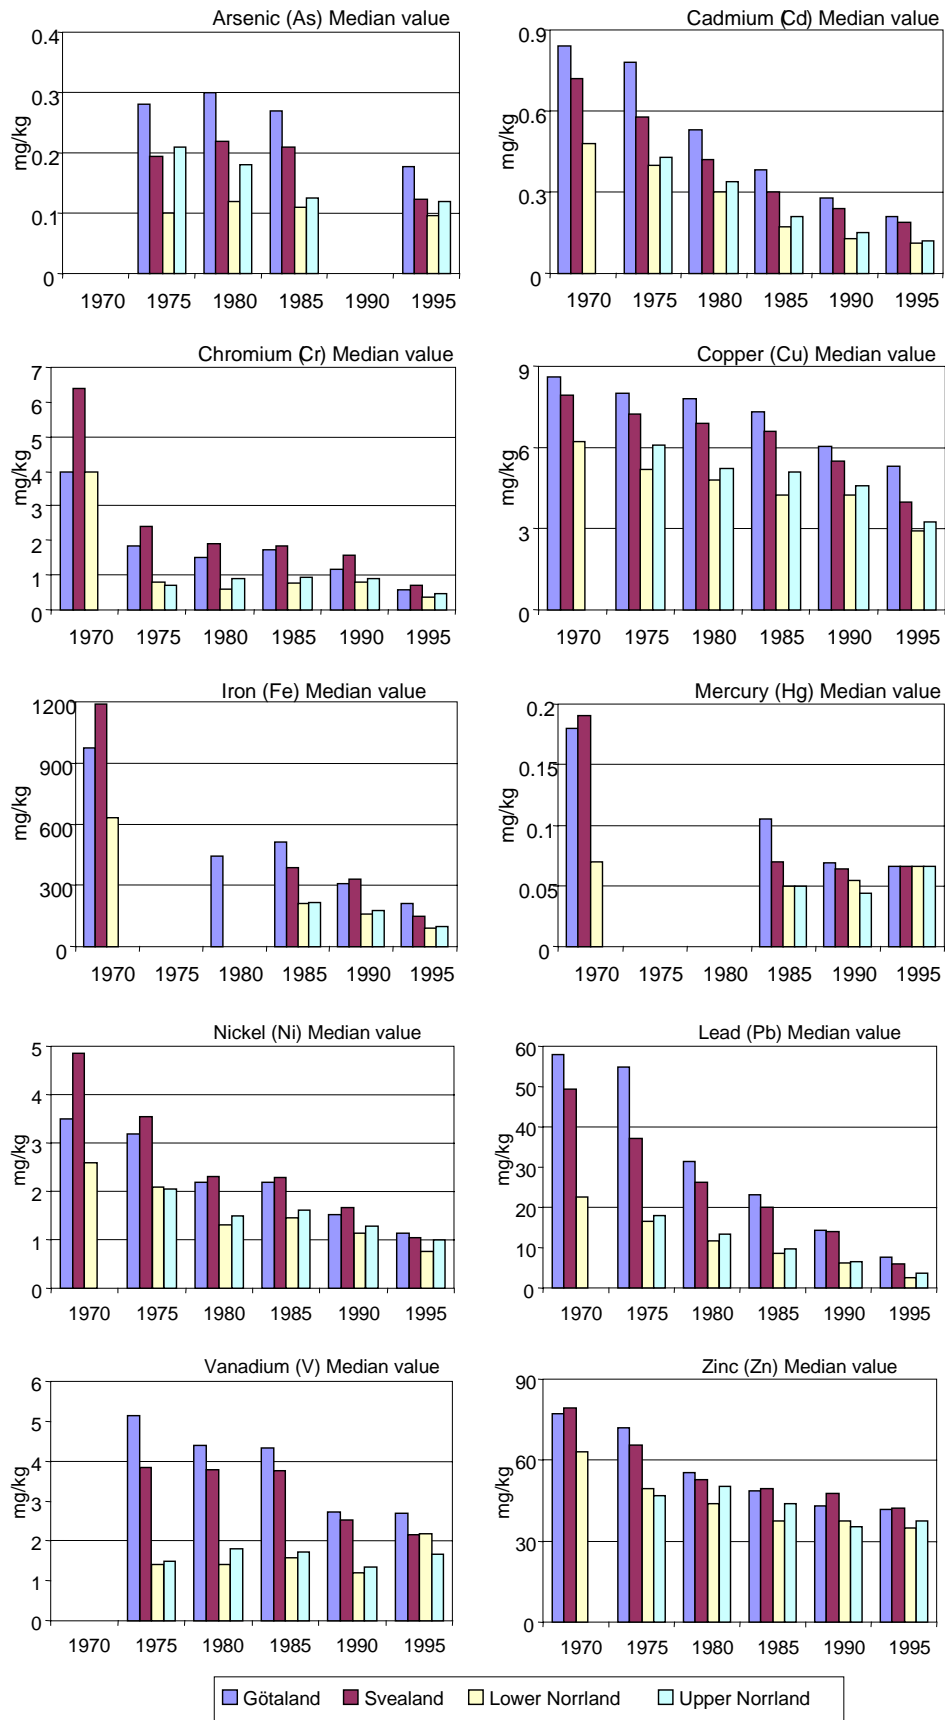 Arsenic (As) Median value
0.4
0.3
0.2
0.1
0
mg/kg
1970 1975 1980 1985 1990 1995
Cadmium (Cd) Median value
0.9
0.6
0.3
0
mg/kg
1970 1975 1980 1985 1990 1995
Chromium (Cr) Median value
7
6
5
4
3
2
1
0
mg/kg
1970 1975 1980 1985 1990 1995
Copper (Cu) Median value
9
6
3
0
mg/kg
1970 1975 1980 1985 1990 1995
Iron (Fe) Median value
1200
900
600
300
0
mg/kg
1970 1975 1980 1985 1990 1995
Mercury (Hg) Median value
0.2
0.15
0.1
0.05
0
mg/kg
1970 1975 1980 1985 1990 1995
Nickel (Ni) Median value
5
4
3
2
1
0
mg/kg
1970 1975 1980 1985 1990 1995
Lead (Pb) Median value
60
50
40
30
20
10
0
mg/kg
1970 1975 1980 1985 1990 1995
Vanadium (V) Median value
6
5
4
3
2
1
0
mg/kg
1970 1975 1980 1985 1990 1995
Zinc (Zn) Median value
90
60
30
0
mg/kg
1970 1975 1980 1985 1990 1995
Götaland Svealand Lower Norrland Upper Norrland